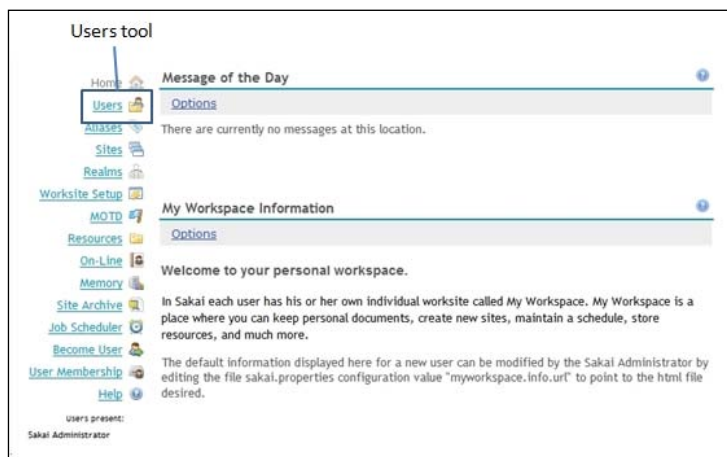 Users tool
Home
Users
Aliases
Sites
Realms
Worksite Setup
MOTD
Resources
On-Line
Memory
Site Archive
Job Scheduler
Become User
User Membership
Help
Users present:
Sakai Administrator
Message of the Day
Options
There are currently no messages at this location.
My Workspace Information
Options
Welcome to your personal workspace.
In Sakai each user has his or her own individual worksite called My Workspace. My Workspace is a
place where you can keep personal documents, create new sites, maintain a schedule, store
resources, and much more.
The default information displayed here for a new user can be modified by the Sakai Administrator by
editing the file sakai.properties configuration value "myworkspace.info.url" to point to the html file
desired.